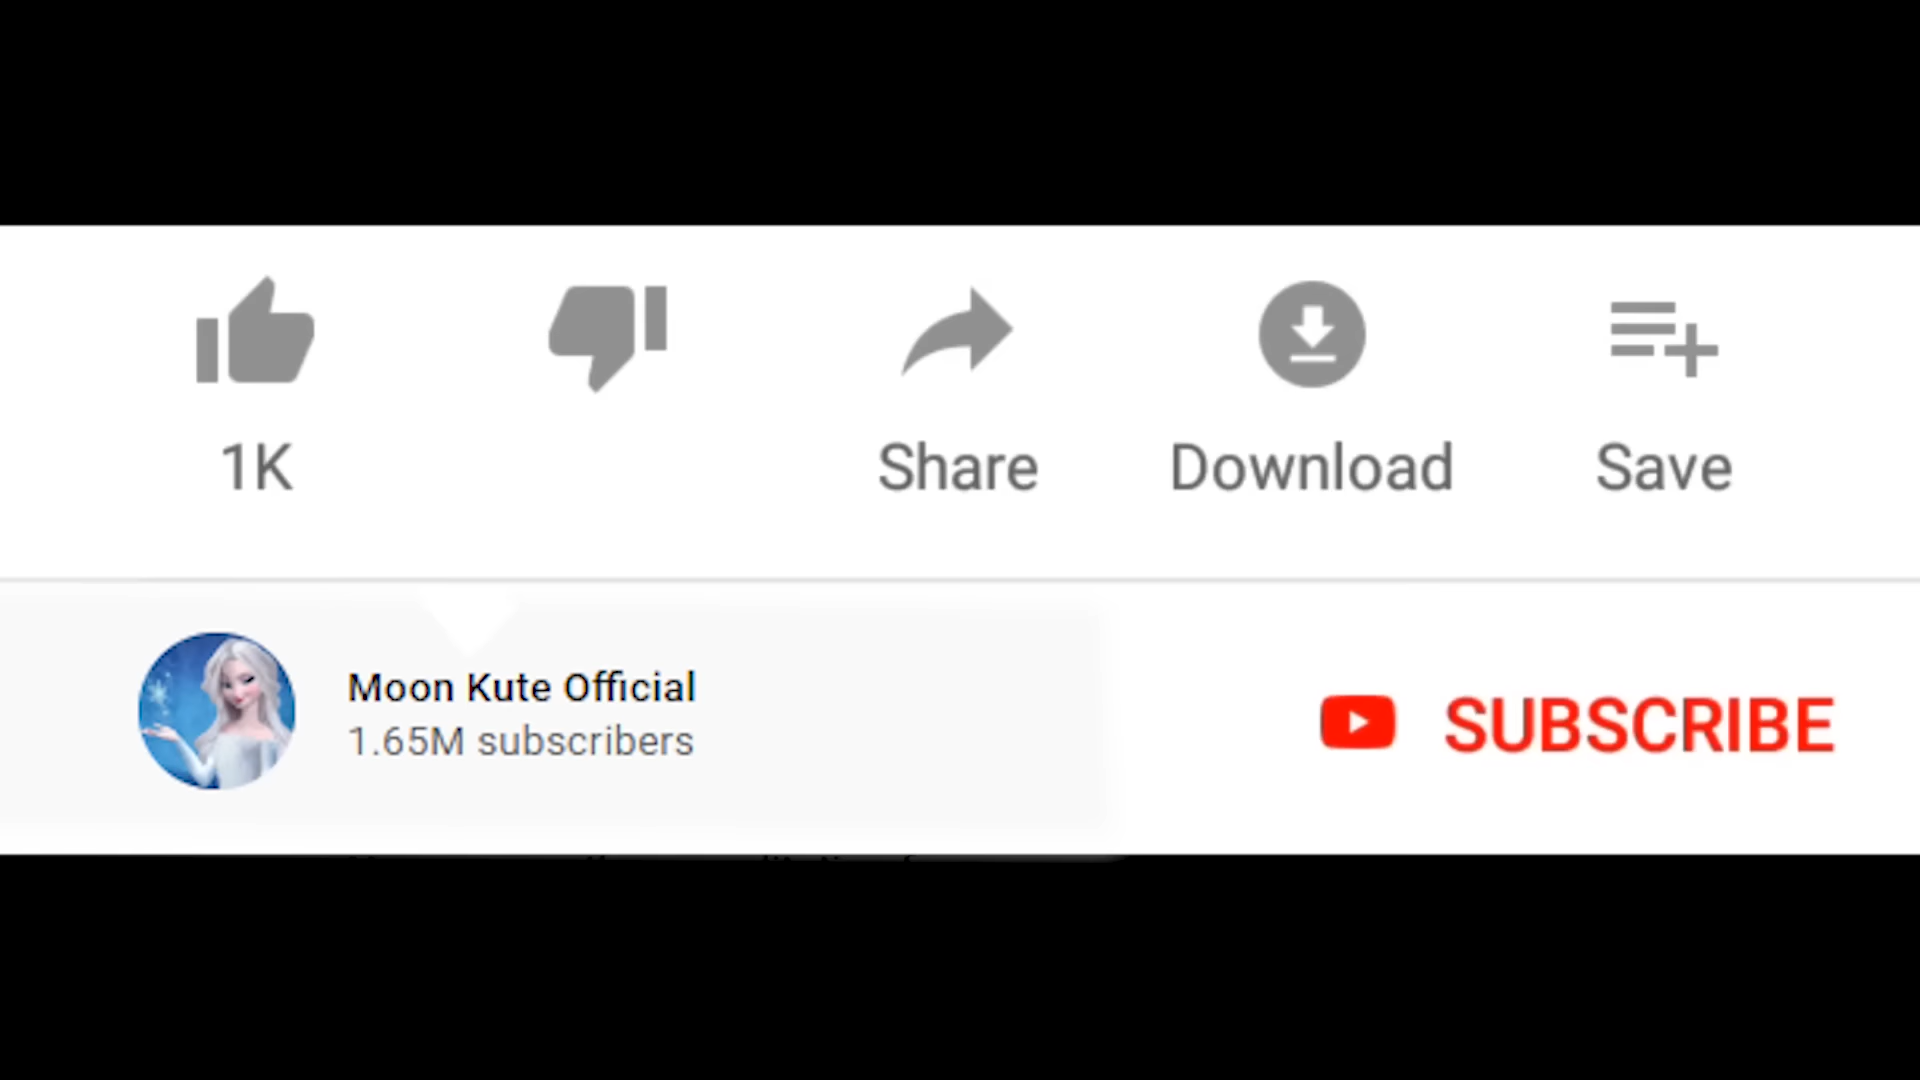 1K
Share
Download
Save
Moon Kute Official
1.65M subscribers
SUBSCRIBE